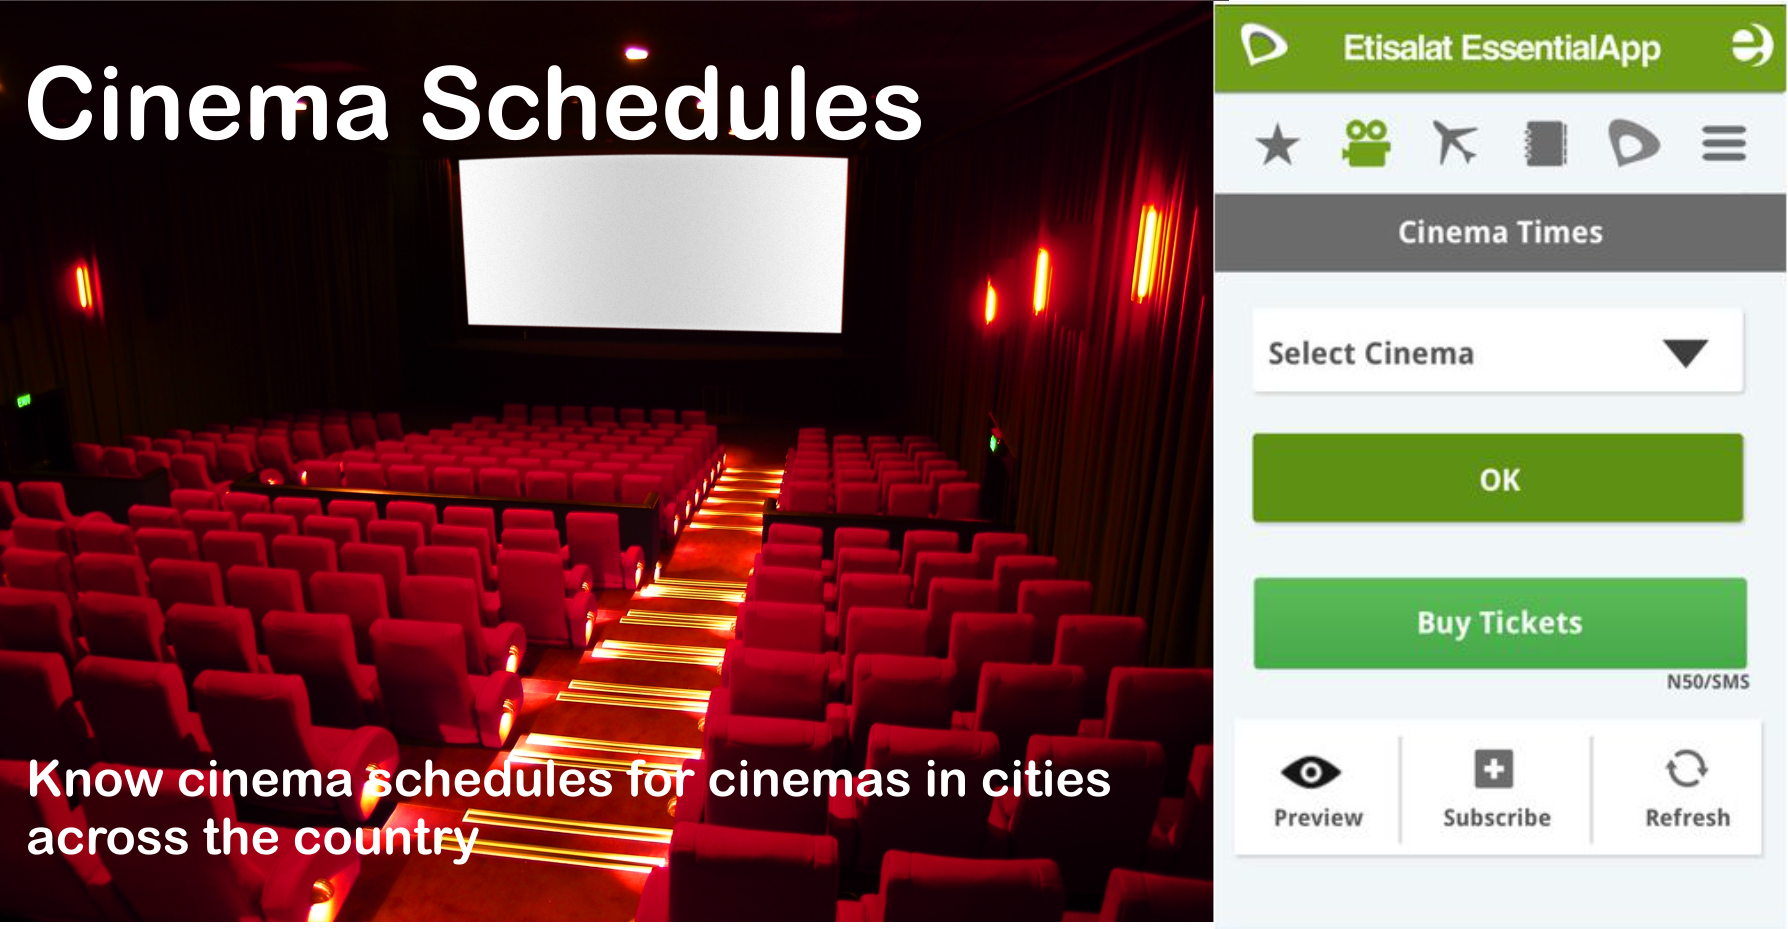 Cinema Schedules
Know cinema schedules for cinemas in cities
across the country
Etisalat EssentialApp
Cinema Times
Select Cinema
OK
Buy Tickets
N50/SMS
Preview
Subscribe
Refresh